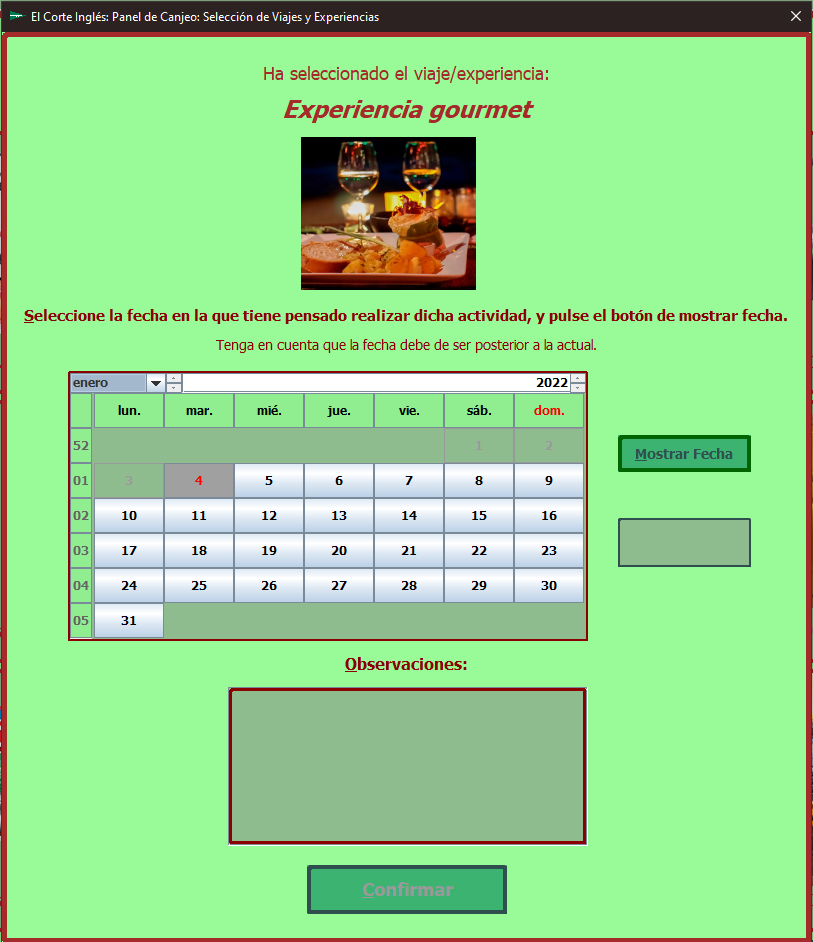 El Corte Inglés: Panel de Canjeo: Selección de Viajes y Experiencias
Ha seleccionado el viaje/experiencia:
Experiencia gourmet
Seleccione la fecha en la que tiene pensado realizar dicha actividad, y pulse el botón de mostrar fecha.
Tenga en cuenta que la fecha debe de ser posterior a la actual.
enero 2022
lun. mar. mié. jue. vie. sáb. dom.
52 1 2
01 3 4 5 6 7 8 9
02 10 11 12 13 14 15 16
03 17 18 19 20 21 22 23
04 24 25 26 27 28 29 30
05 31
Mostrar Fecha
Observaciones:
Confirmar